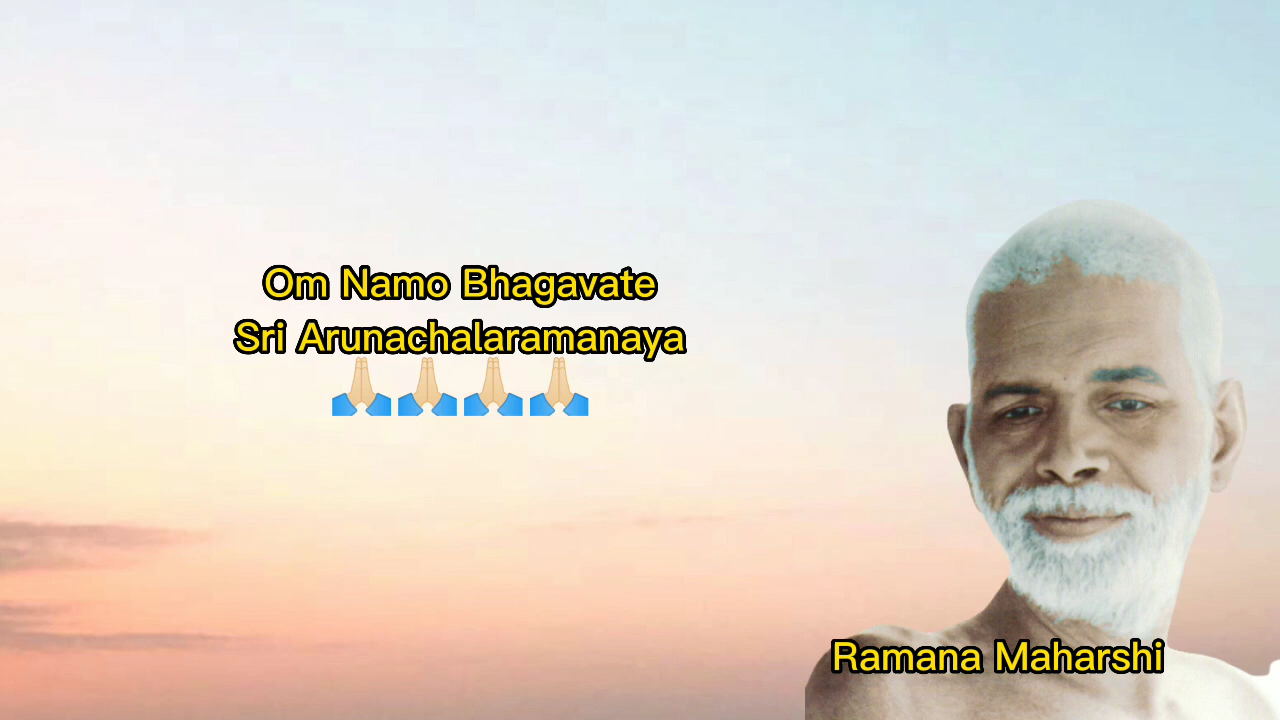 Om Namo Bhagavate
Sri Arunachalaramanaya
🙏🏻🙏🏻🙏🏻🙏🏻
Ramana Maharshi